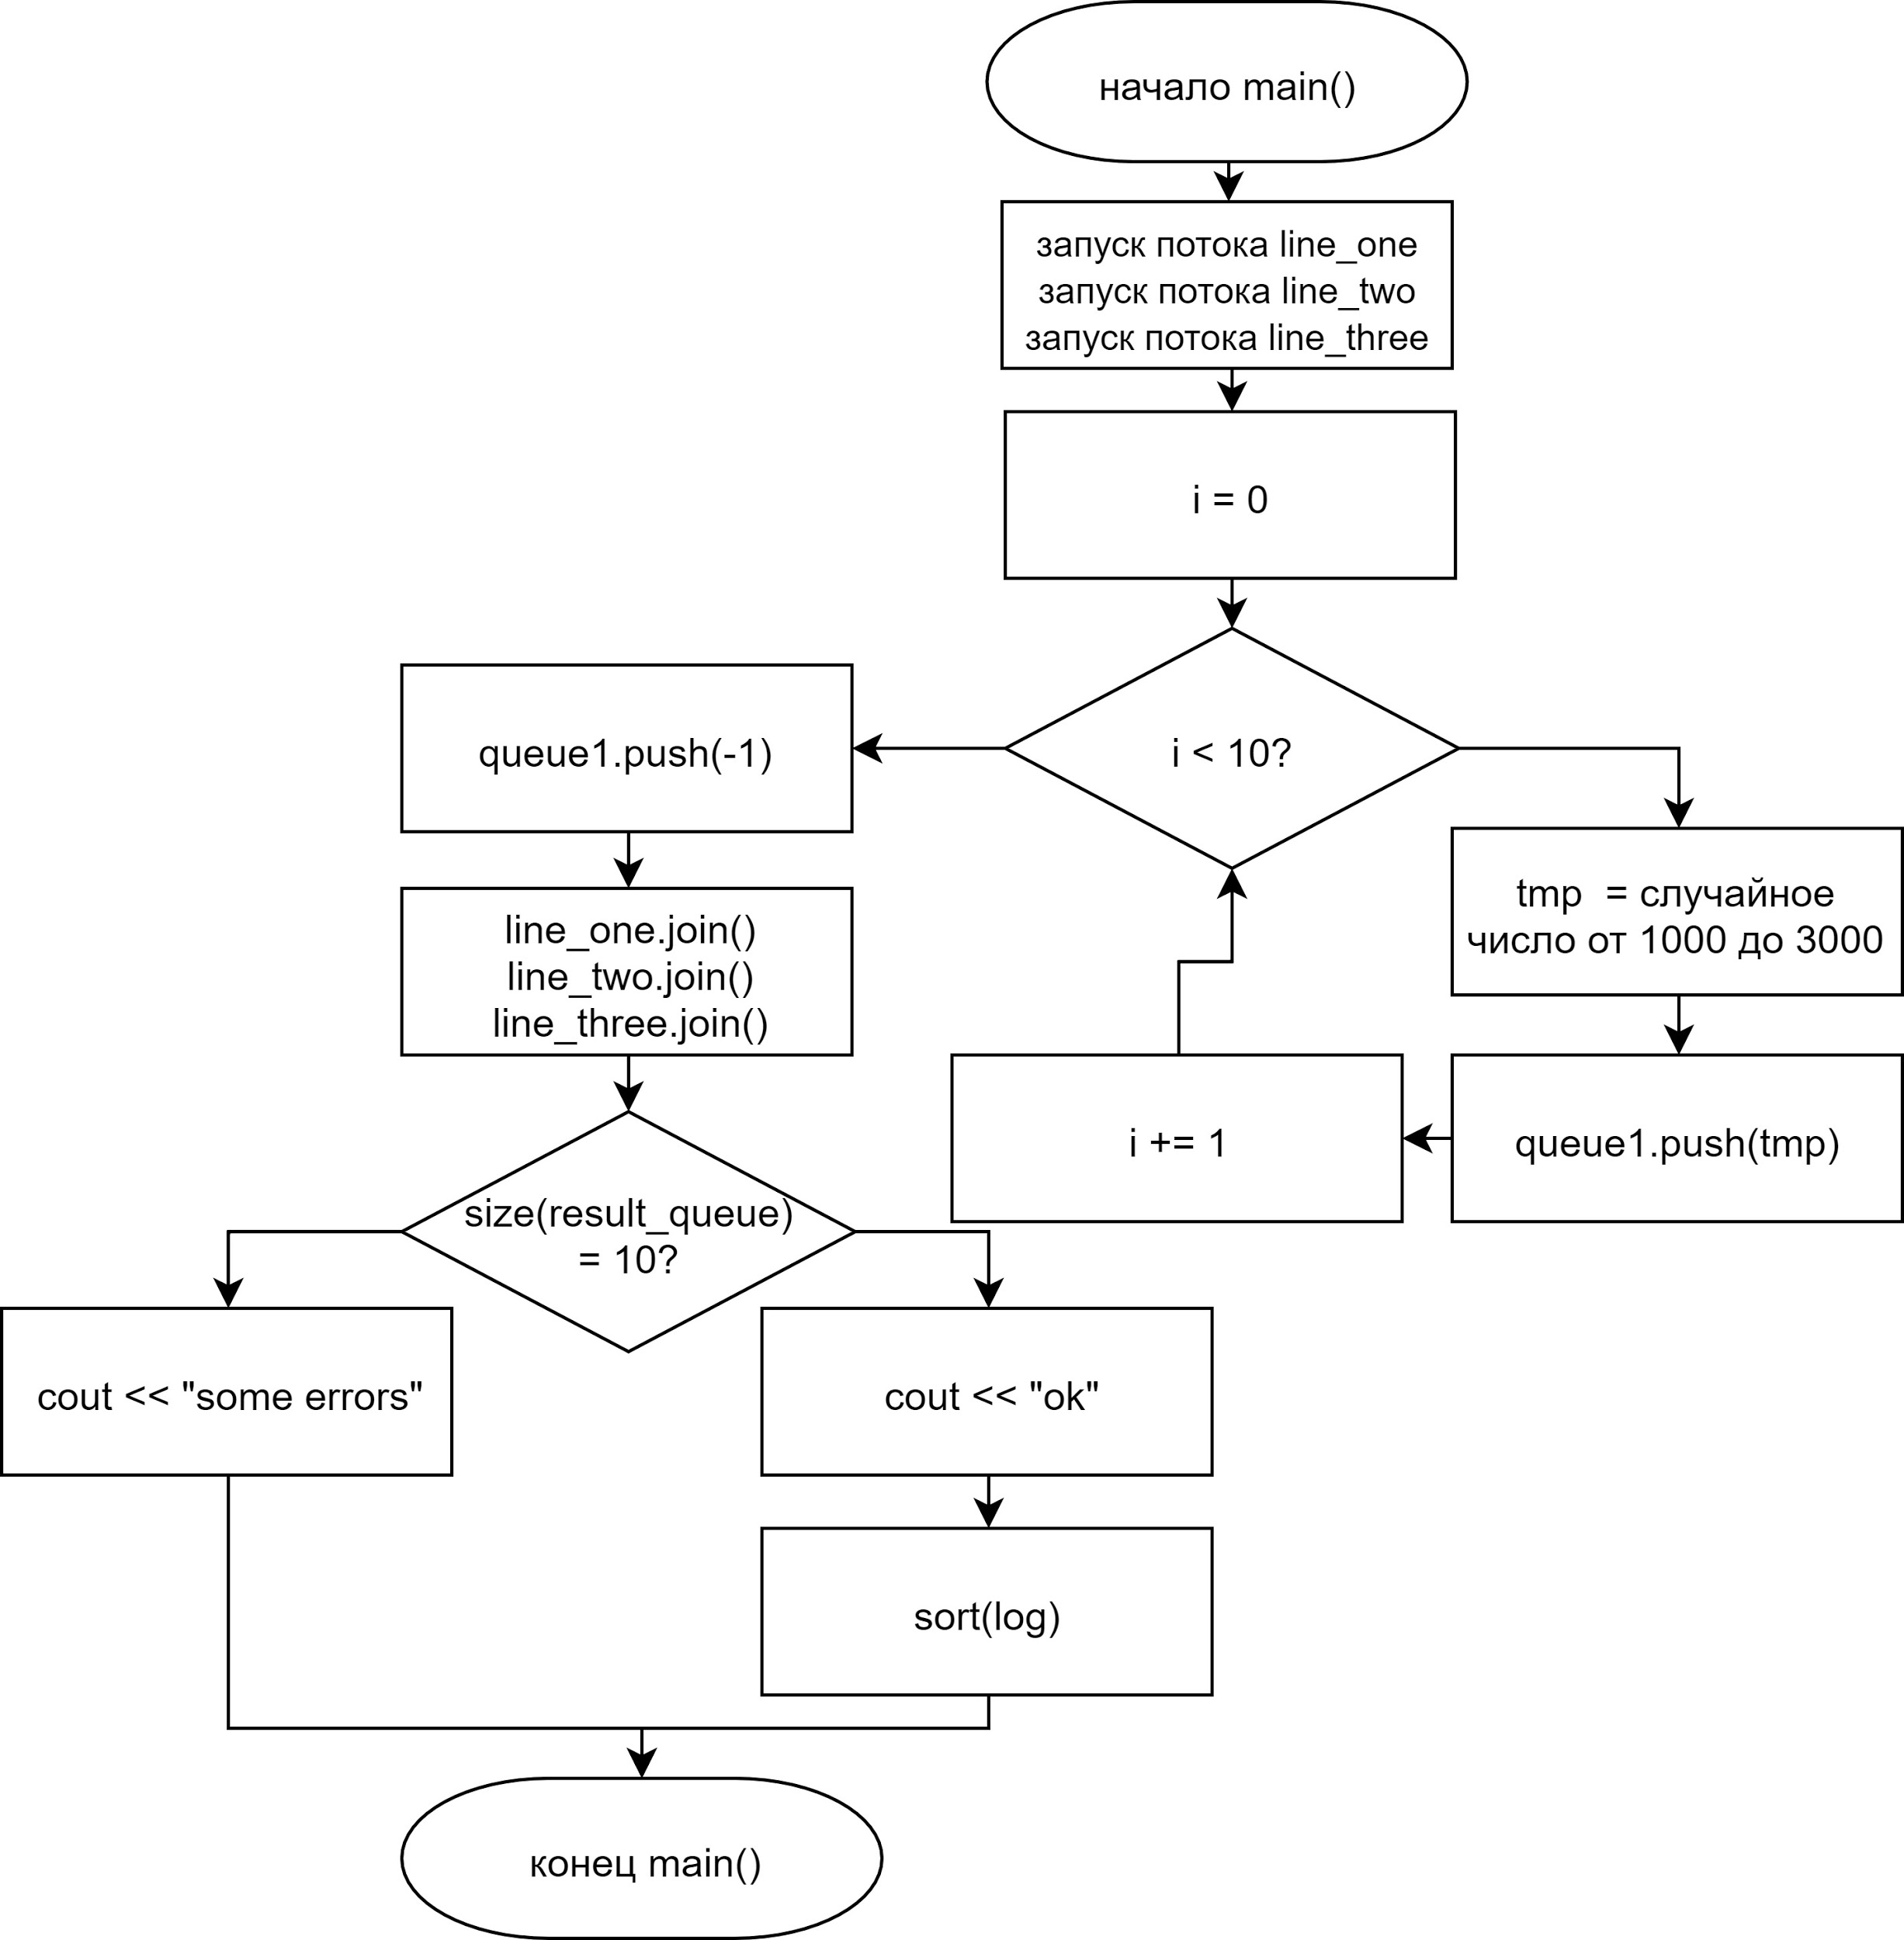 начало main()
запуск потока line_one
запуск потока line_two
запуск потока line_three
i = 0
i < 10?
queue1.push(-1)
tmp  = случайное
число от 1000 до 3000
line_one.join()
line_two.join()
line_three.join()
queue1.push(tmp)
i += 1
size(result_queue)
= 10?
cout << "some errors"
cout << "ok"
sort(log)
конец main()